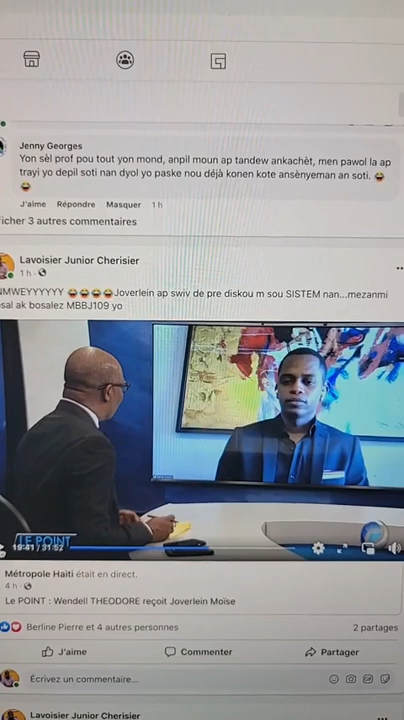 Jenny Georges
Yon sèl prof pou tout yon mond, anpil moun ap tandew ankachèt, men pawol la ap
trayi yo depil soti nan dyol yo paske nou déjà konen kote ansènyeman an soti. 😂
😂
J'aime Répondre Masquer 1 h
ficher 3 autres commentaires
Lavoisier Junior Cherisier
1 h ·
NMWEYYYYYY 😂😂😂😂Joverlein ap swiv de pre diskou m sou SISTEM nan...mezanmi
sal ak bosalez MBBJ109 yo
LE POINT
19:41 / 31:52
Métropole Haiti était en direct.
4 h ·
Le POINT : Wendell THEODORE reçoit Joverlein Moïse
Berline Pierre et 4 autres personnes 2 partages
J'aime Commenter Partager
Écrivez un commentaire...
Lavoisier Junior Cherisier